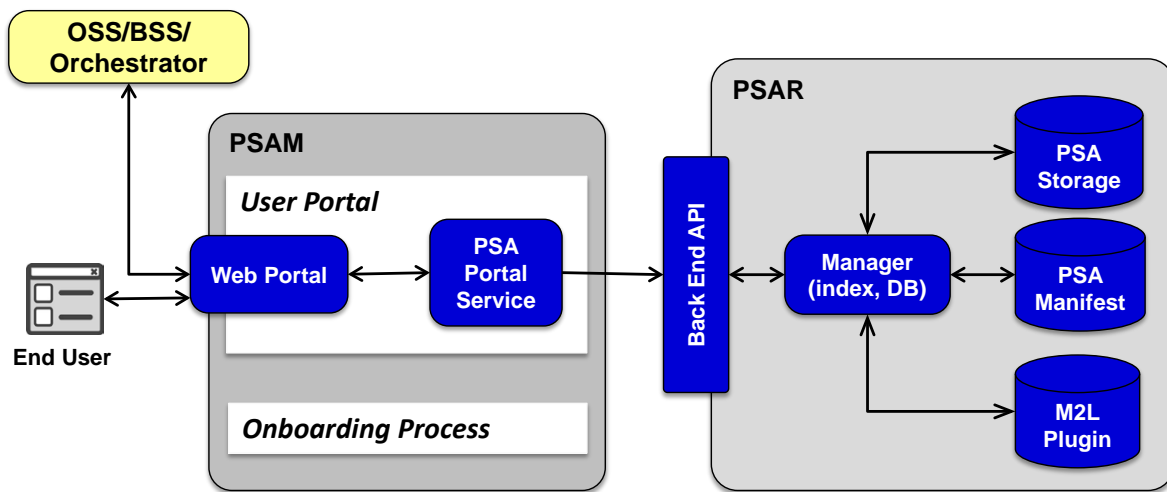 OSS/BSS/
Orchestrator
PSAM
User Portal
Web Portal
PSA
Portal
Service
End User
Onboarding Process
PSAR
Back End API
Manager
(index, DB)
PSA
Storage
PSA
Manifest
M2L
Plugin